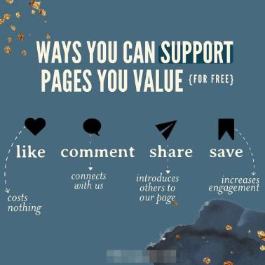 WAYS YOU CAN SUPPORT
PAGES YOU VALUE {FOR FREE}
like comment share save
costs
nothing
connects
with us
introduces
others to
our page
increases
engagement